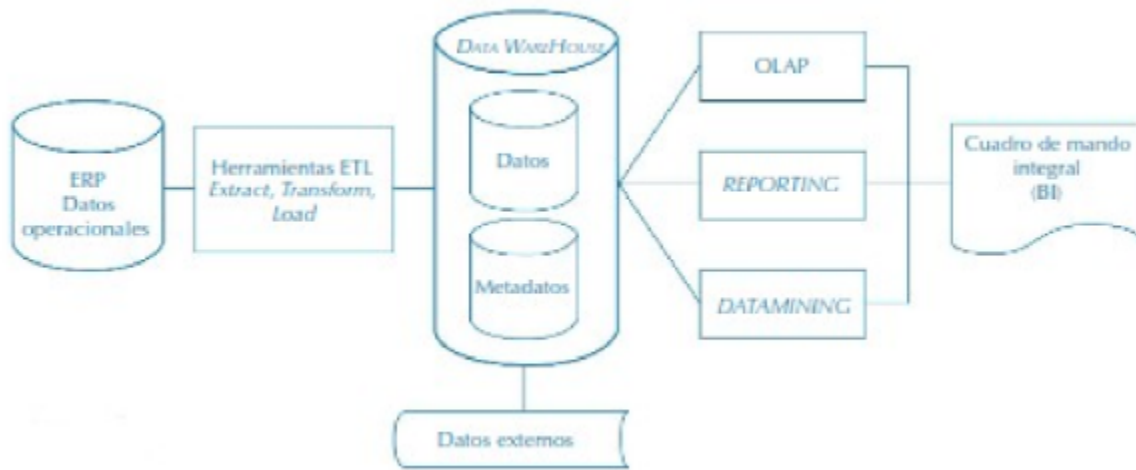 ERP
Datos
operacionales
Herramientas ETL
Extract, Transform,
Load
DATA WAREHOUSE
Datos
Metadatos
Datos externos
OLAP
REPORTING
DATAMINING
Cuadro de mando
integral
(BI)